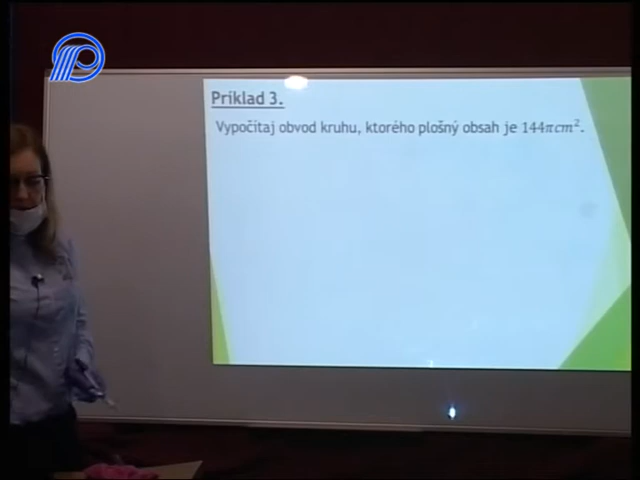 Príklad 3.
Vypočítaj obvod kruhu, ktorého plošný obsah je 144πcm².